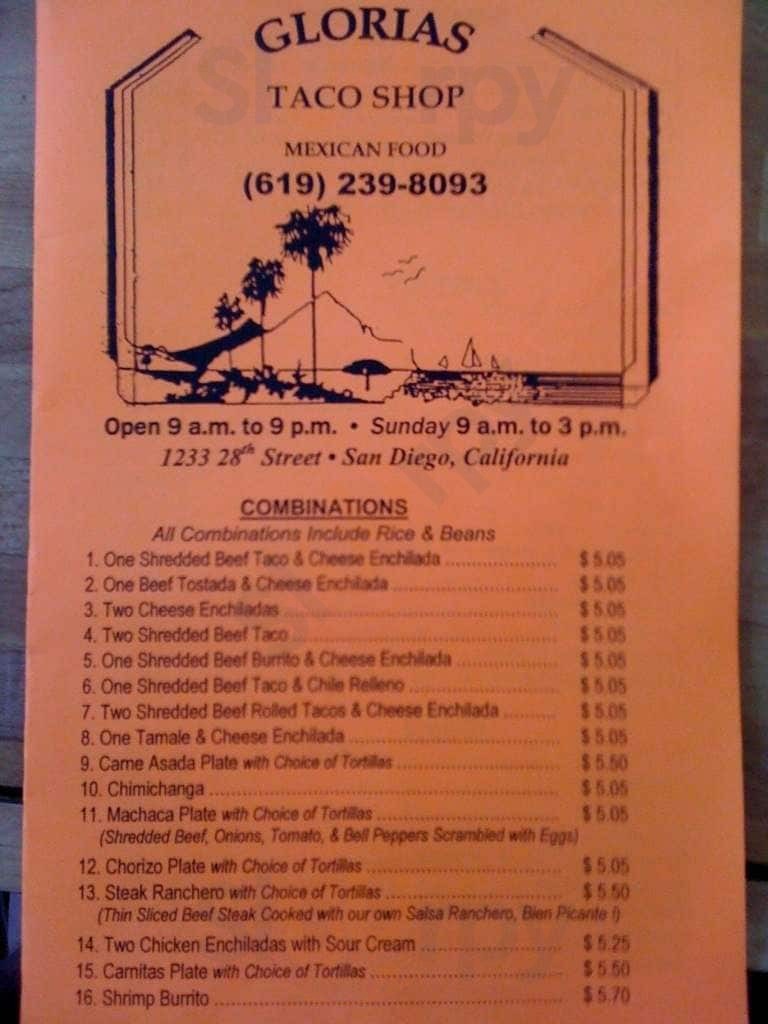 GLORIAS
TACO SHOP
MEXICAN FOOD
(619) 239-8093
Open 9 a.m. to 9 p.m. • Sunday 9 a.m. to 3 p.m.
1233 28th Street • San Diego, California
COMBINATIONS
All Combinations Include Rice & Beans
1. One Shredded Beef Taco & Cheese Enchilada .................... $ 5.05
2. One Beef Tostada & Cheese Enchilada .............................. $ 5.05
3. Two Cheese Enchiladas ................................................ $ 5.05
4. Two Shredded Beef Taco ............................................... $ 5.05
5. One Shredded Beef Burrito & Cheese Enchilada .................. $ 5.05
6. One Shredded Beef Taco & Chile Relleno ........................... $ 5.05
7. Two Shredded Beef Rolled Tacos & Cheese Enchilada .......... $ 5.05
8. One Tamale & Cheese Enchilada ...................................... $ 5.05
9. Carne Asada Plate with Choice of Tortillas ............................ $ 5.50
10. Chimichanga ............................................................. $ 5.05
11. Machaca Plate with Choice of Tortillas ................................ $ 5.05
(Shredded Beef, Onions, Tomato, & Bell Peppers Scrambled with Eggs)
12. Chorizo Plate with Choice of Tortillas .................................. $ 5.05
13. Steak Ranchero with Choice of Tortillas ............................... $ 5.50
(Thin Sliced Beef Steak Cooked with our own Salsa Ranchero, Bien Picante !)
14. Two Chicken Enchiladas with Sour Cream ........................ $ 5.25
15. Carnitas Plate with Choice of Tortillas ................................. $ 5.50
16. Shrimp Burrito ........................................................... $ 5.70